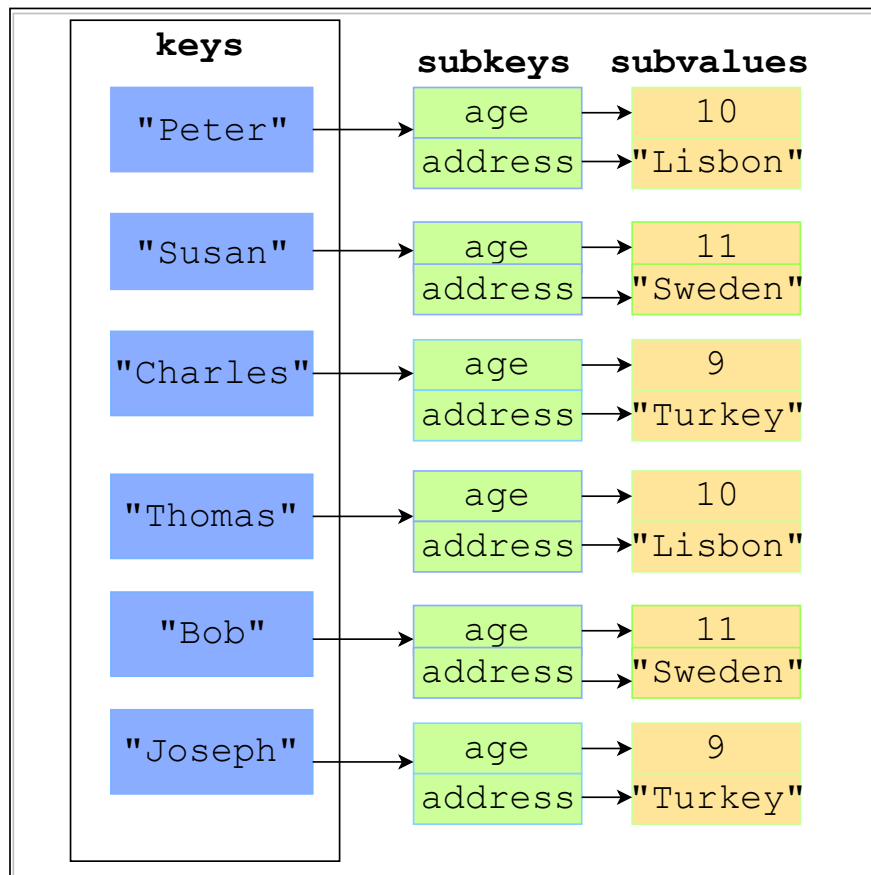 keys
subkeys subvalues
"Peter" age 10
address "Lisbon"
"Susan" age 11
address "Sweden"
"Charles" age 9
address "Turkey"
"Thomas" age 10
address "Lisbon"
"Bob" age 11
address "Sweden"
"Joseph" age 9
address "Turkey"